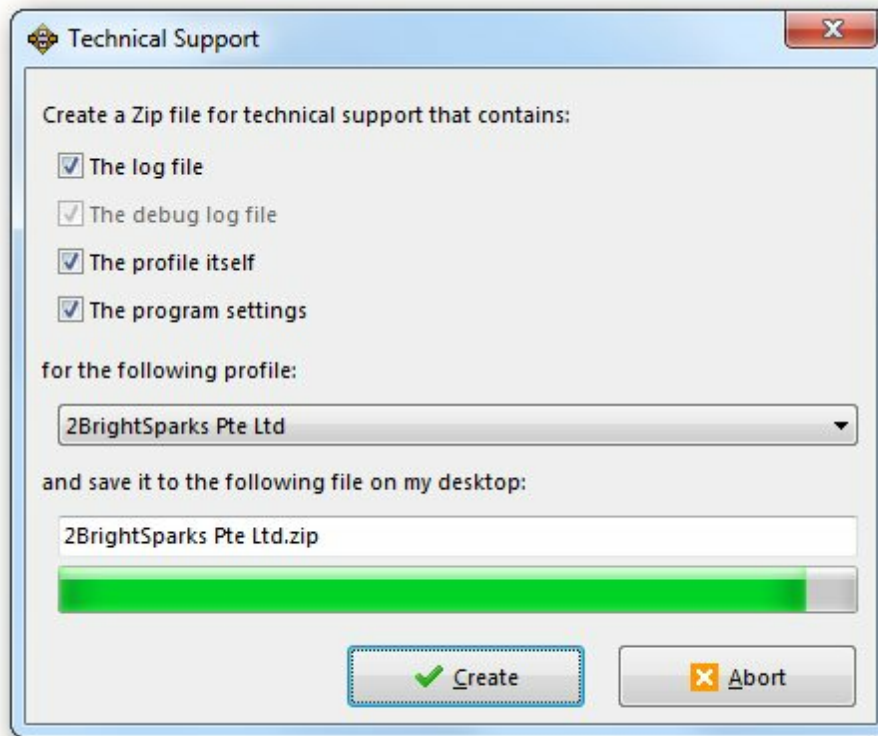 Technical Support
Create a Zip file for technical support that contains:
The log file
The debug log file
The profile itself
The program settings
for the following profile:
2BrightSparks Pte Ltd
and save it to the following file on my desktop:
2BrightSparks Pte Ltd.zip
Create
Abort